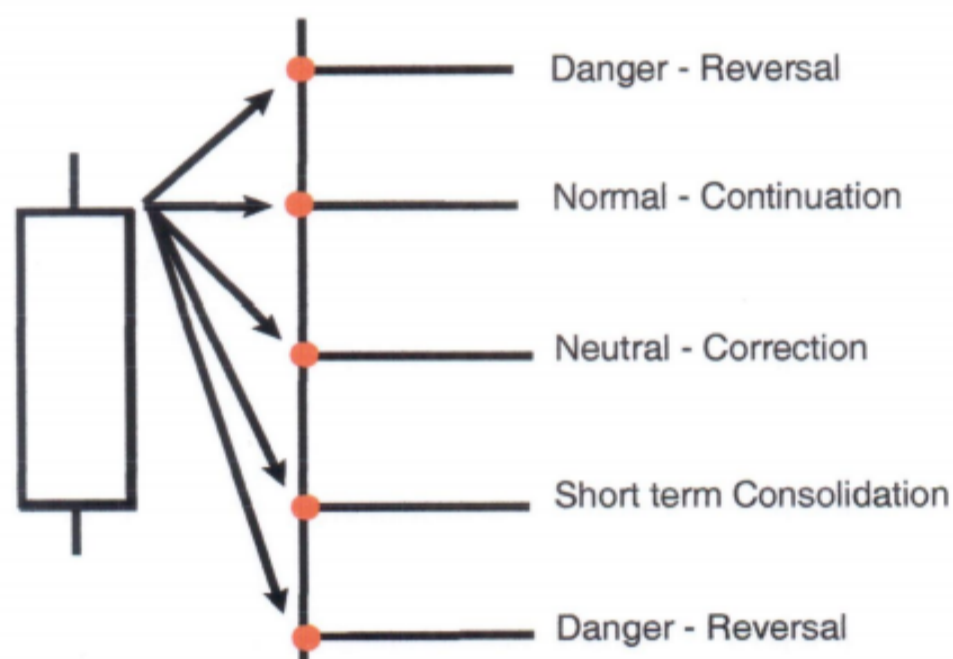 Danger - Reversal
Normal - Continuation
Neutral - Correction
Short term Consolidation
Danger - Reversal